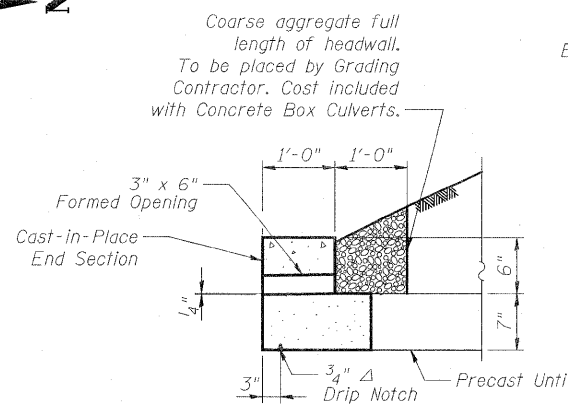 Coarse aggregate full
length of headwall.
To be placed by Grading
Contractor. Cost included
with Concrete Box Culverts.
1'-0" 1'-0"
3" x 6"
Formed Opening
Cast-in-Place
End Section
6"
1/4"
7"
3"
3/4" Δ
Drip Notch
Precast Unit